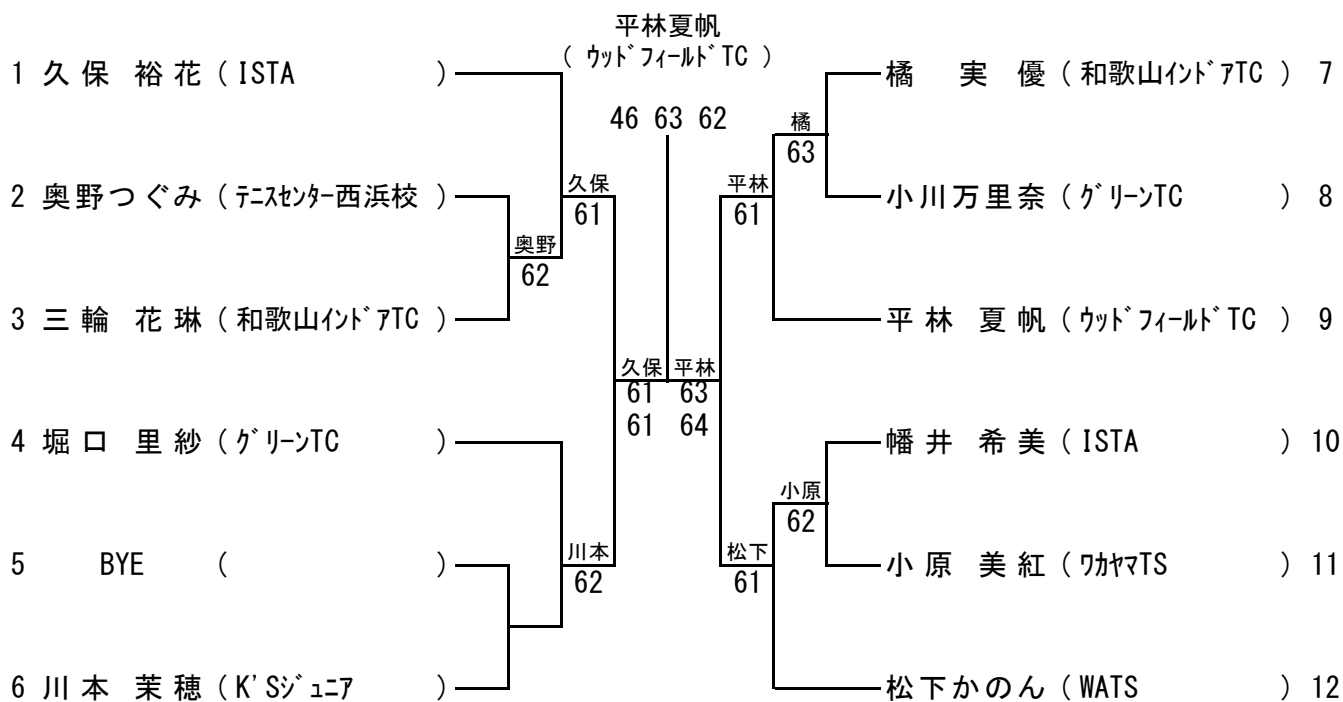 平林夏帆
( ウッドフィールドTC )
46 63 62
1 久保 裕花 ( ISTA )
2 奥野つぐみ ( テニスセンター西浜校 )
3 三輪 花琳 ( 和歌山インドアTC )
4 堀口 里紗 ( グリーンTC )
5 BYE ( )
6 川本 茉穂 ( K'Sジュニア )
奥野
62
久保
61
川本
62
久保
61
61
平林
63
64
平林
61
松下
61
橘
63
小原
62
橘 実優 ( 和歌山インドアTC ) 7
小川万里奈 ( グリーンTC ) 8
平林 夏帆 ( ウッドフィールドTC ) 9
幡井 希美 ( ISTA ) 10
小原 美紅 ( ワカヤマTS ) 11
松下かのん ( WATS ) 12